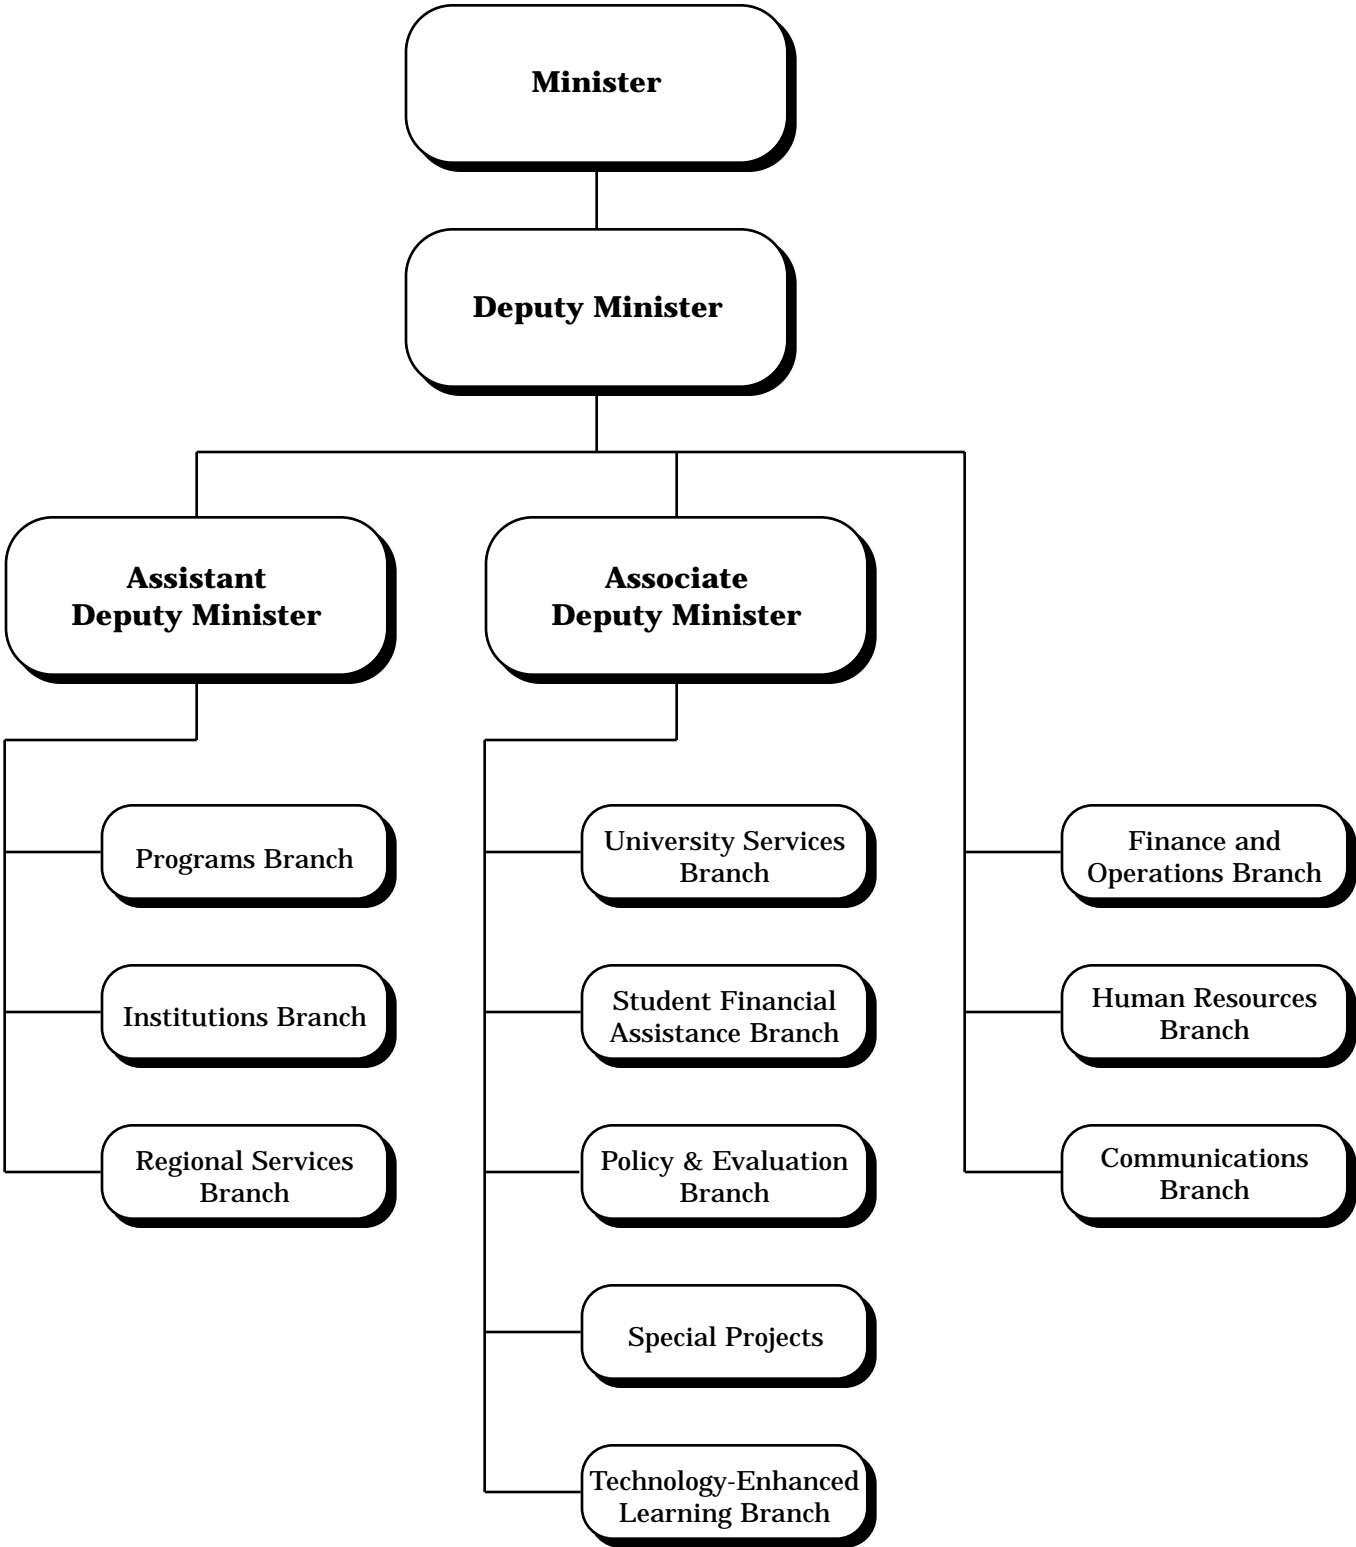 Minister
Deputy Minister
Assistant
Deputy Minister
Associate
Deputy Minister
Programs Branch
Institutions Branch
Regional Services
Branch
University Services
Branch
Student Financial
Assistance Branch
Policy & Evaluation
Branch
Special Projects
Technology-Enhanced
Learning Branch
Finance and
Operations Branch
Human Resources
Branch
Communications
Branch